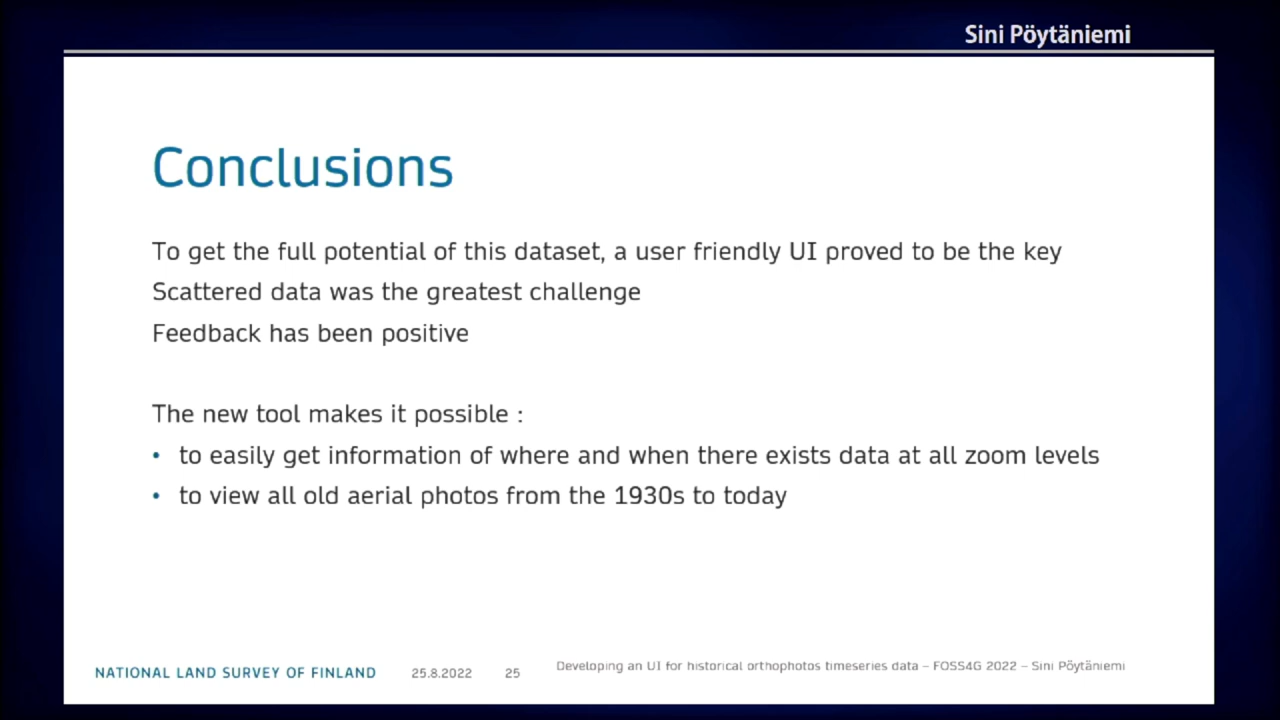 Sini Pöytäniemi
Conclusions
To get the full potential of this dataset, a user friendly UI proved to be the key
Scattered data was the greatest challenge
Feedback has been positive
The new tool makes it possible :
• to easily get information of where and when there exists data at all zoom levels
• to view all old aerial photos from the 1930s to today
NATIONAL LAND SURVEY OF FINLAND 25.8.2022 25 Developing an UI for historical orthophotos timeseries data – FOSS4G 2022 – Sini Pöytäniemi